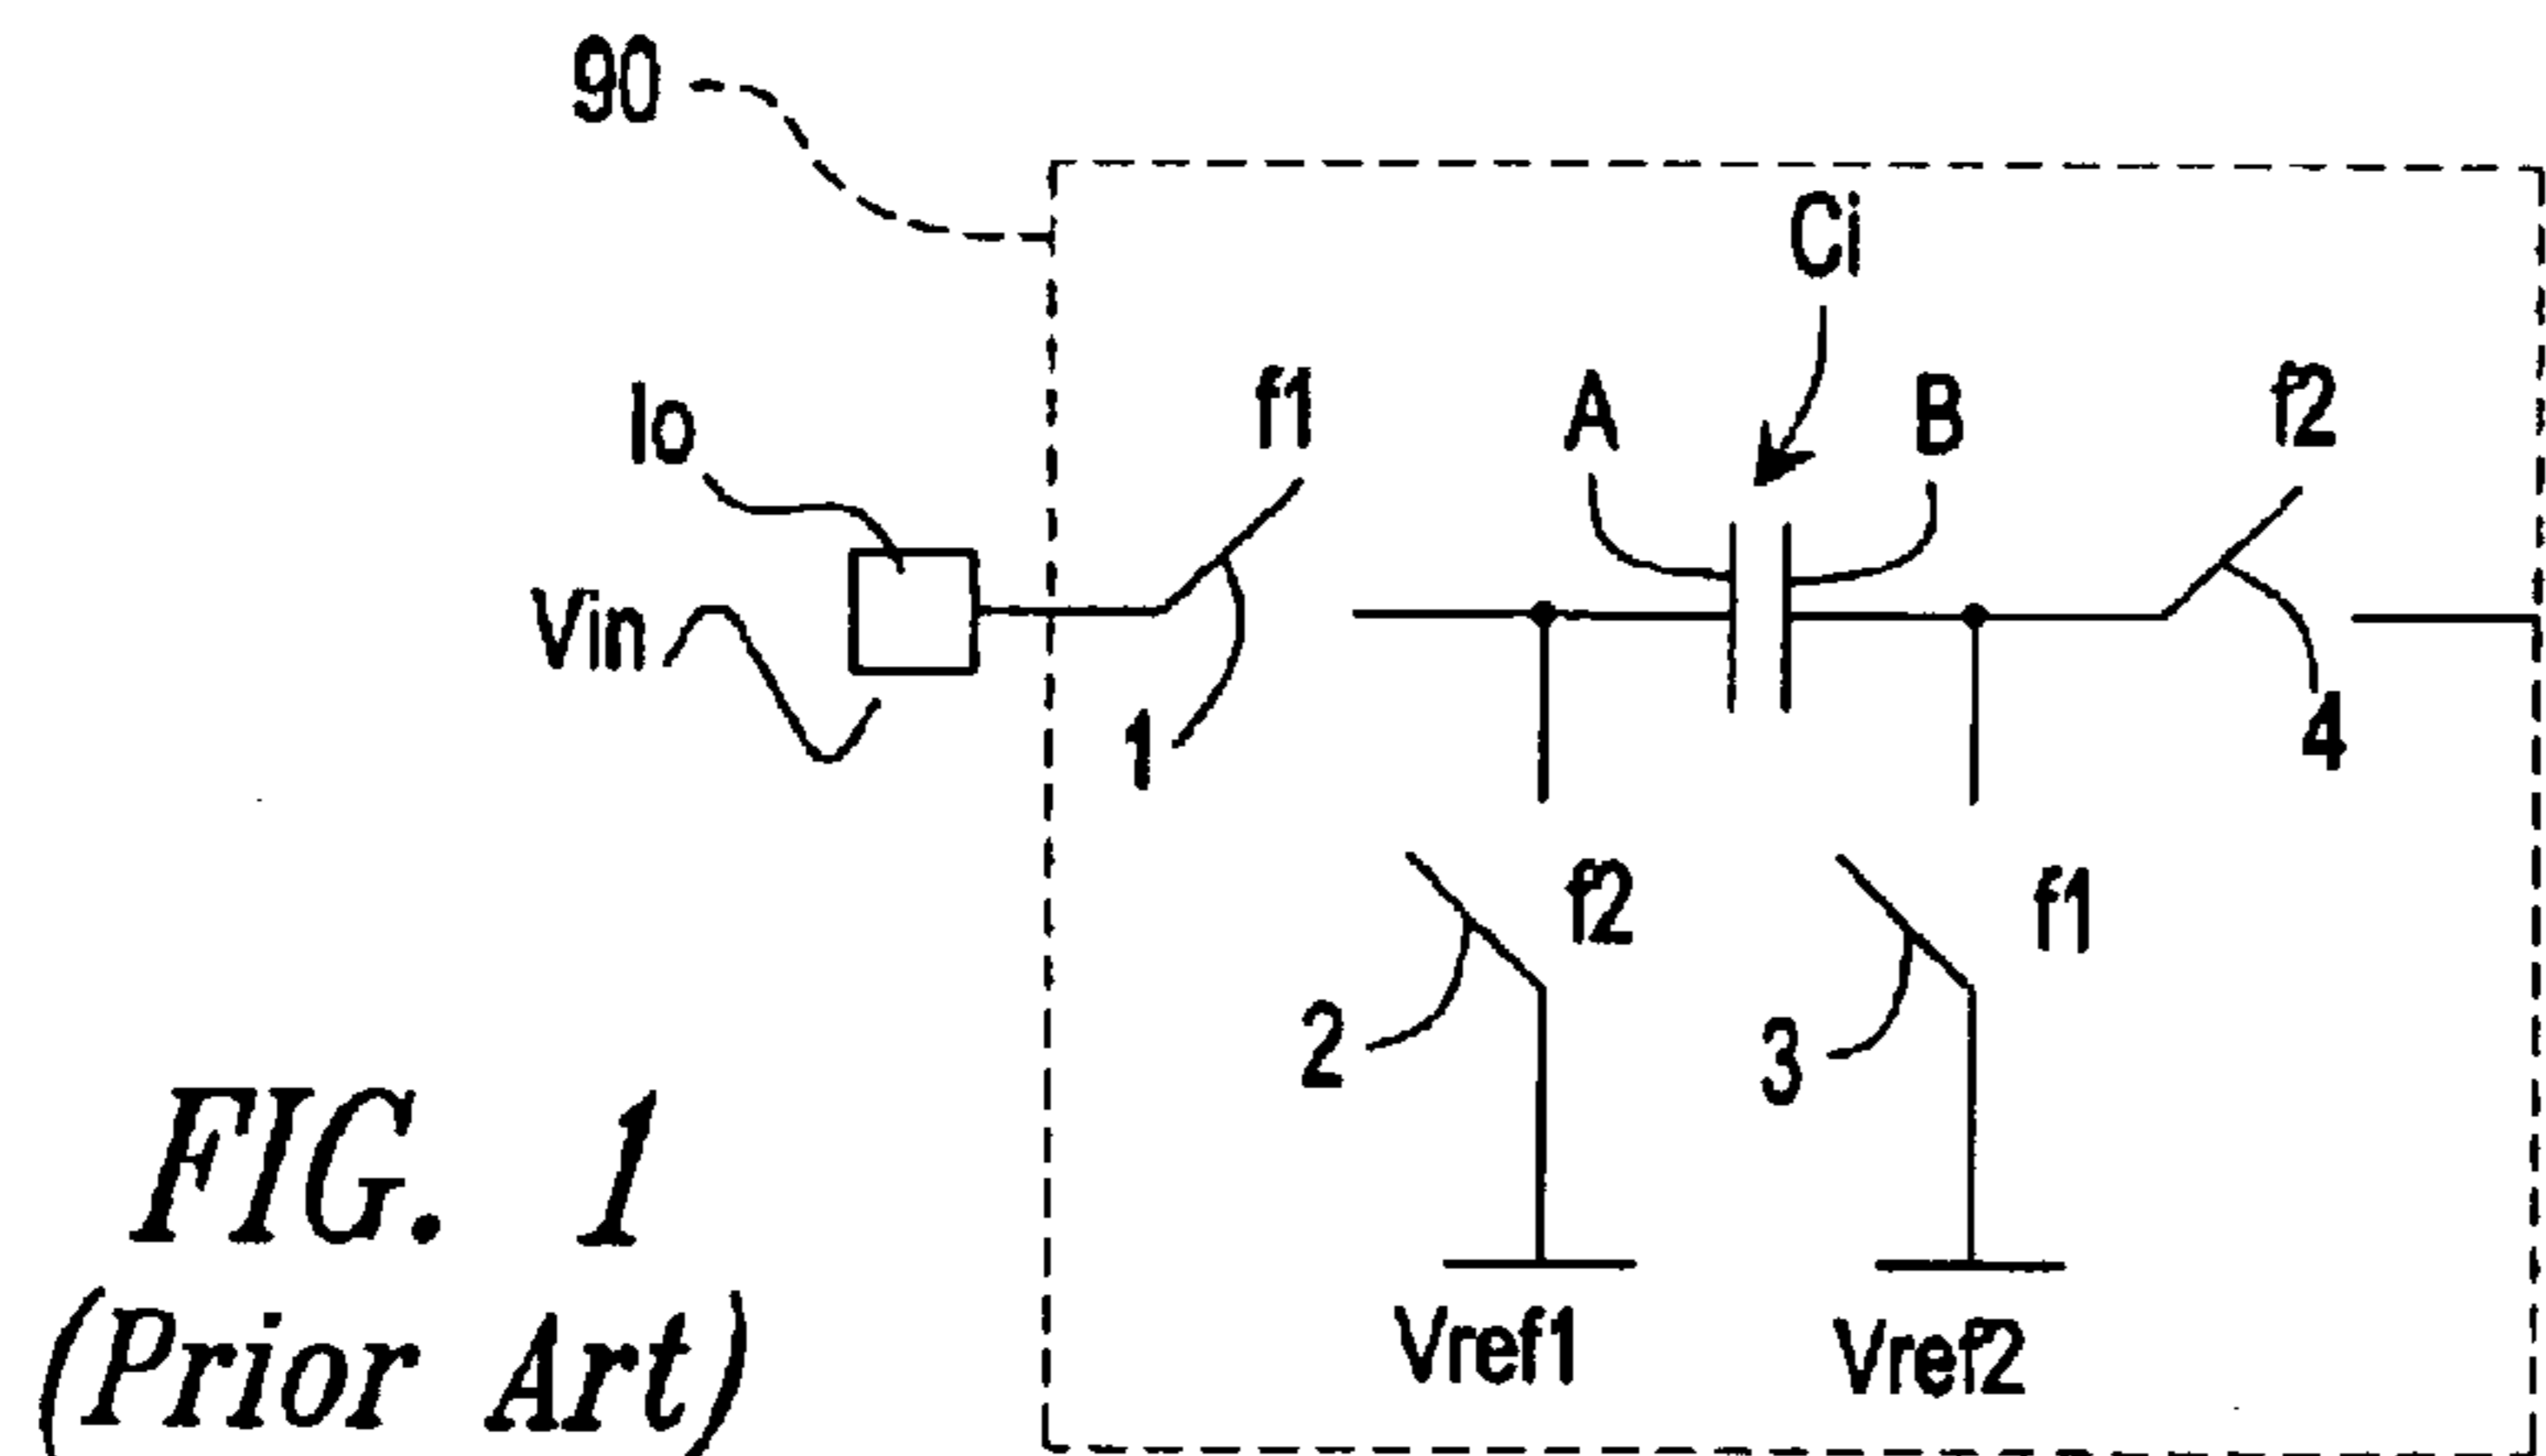 90
Ci
Io
f1
A
B
f2
Vin
1
4
f2
f1
2
3
FIG. 1
(Prior Art)
Vref1
Vref2